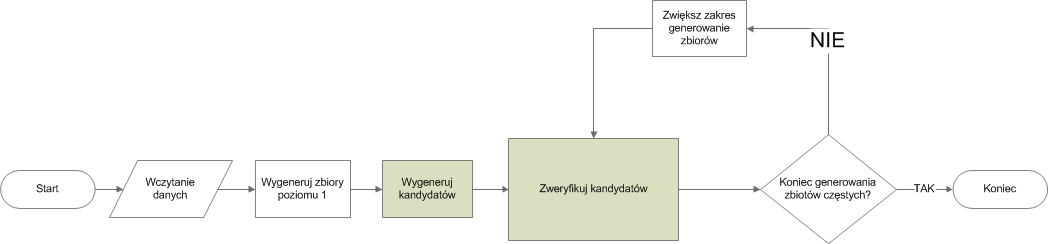 Zwiększ zakres
generowanie
zbiorów
NIE
Start
Wczytanie
danych
Wygeneruj zbiory
poziomu 1
Wygeneruj
kandydatów
Zweryfikuj kandydatów
Koniec generowania
zbiotów częstych?
TAK
Koniec